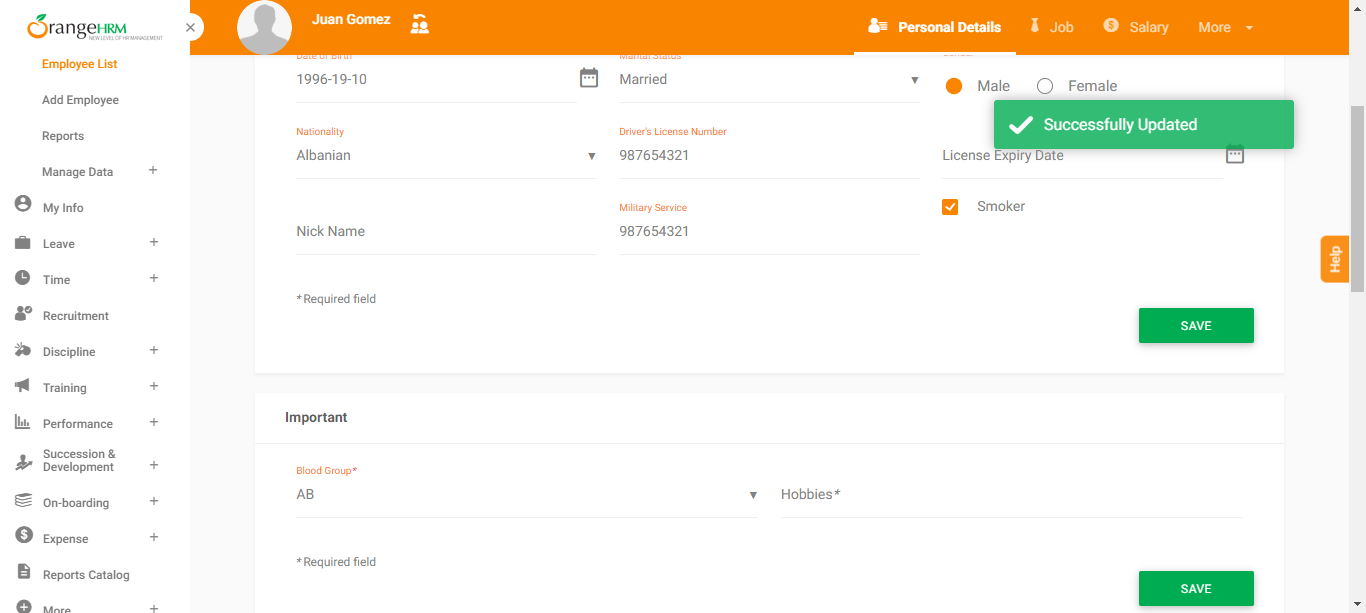 OrangeHRM
NEW LEVEL OF HR MANAGEMENT
Employee List
Add Employee
Reports
Manage Data +
My Info
Leave +
Time +
Recruitment
Discipline +
Training +
Performance +
Succession &
Development +
On-boarding +
Expense +
Reports Catalog
More +
Juan Gomez
Personal Details
Job
Salary
More
Date of Birth
1996-19-10
Marital Status
Married
Male
Female
Successfully Updated
Nationality
Albanian
Driver's License Number
987654321
License Expiry Date
Nick Name
Military Service
987654321
Smoker
* Required field
SAVE
Help
Important
Blood Group*
AB
Hobbies*
* Required field
SAVE